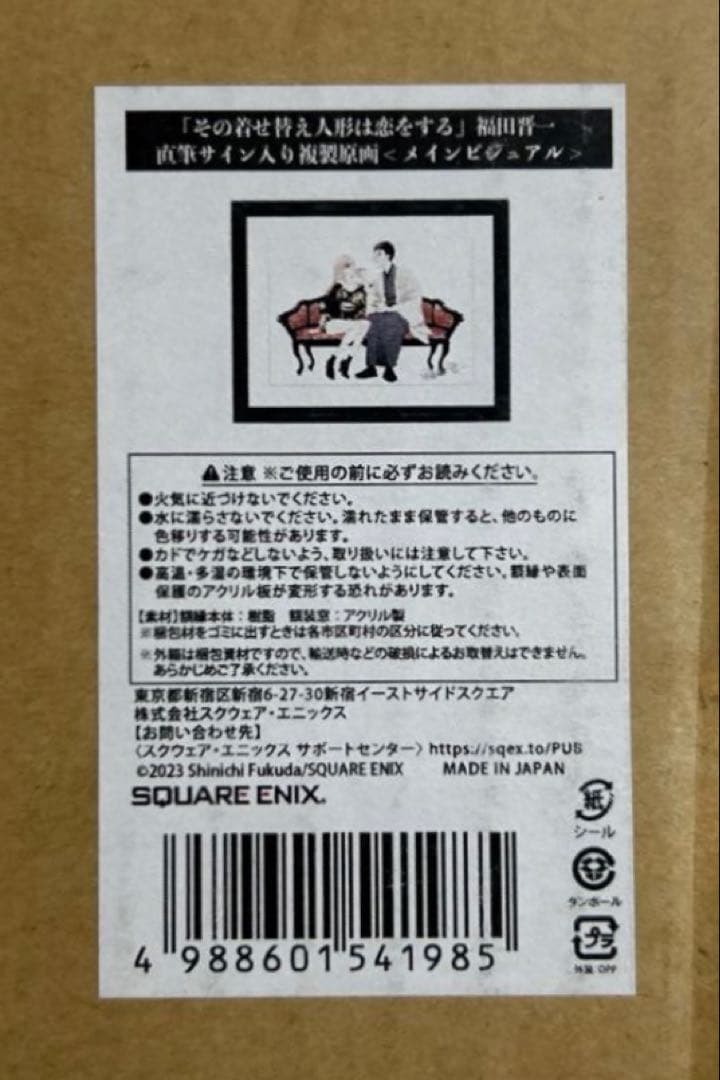 「その着せ替え人形は恋をする」福田晋一
直筆サイン入り複製原画<メインビジュアル>
⚠注意 ※ご使用の前に必ずお読みください。
●火気に近づけないでください。
●水に濡らさないでください。濡れたまま保管すると、他のものに
色移りする可能性があります。
●カドでケガなどしないよう、取り扱いには注意して下さい。
●高温・多湿の環境下で保管しないようにしてください。額縁や表面
保護のアクリル板が変形する恐れがあります。
【素材】額縁本体：樹脂 額装窓：アクリル製
※梱包材をゴミに出すときは各市区町村の区分に従ってください。
※外箱は梱包資材ですので、輸送時などの破損によるお取替えはできません。
あらかじめご了承ください。
東京都新宿区新宿6-27-30新宿イーストサイドスクエア
株式会社スクウェア・エニックス
【お問い合わせ先】
〈スクウェア・エニックス サポートセンター〉https://sqex.to/PUB
©2023 Shinichi Fukuda/SQUARE ENIX MADE IN JAPAN
SQUARE ENIX.
紙
シール
ダンボール
プラ
外装:OPP
4 988601 541985